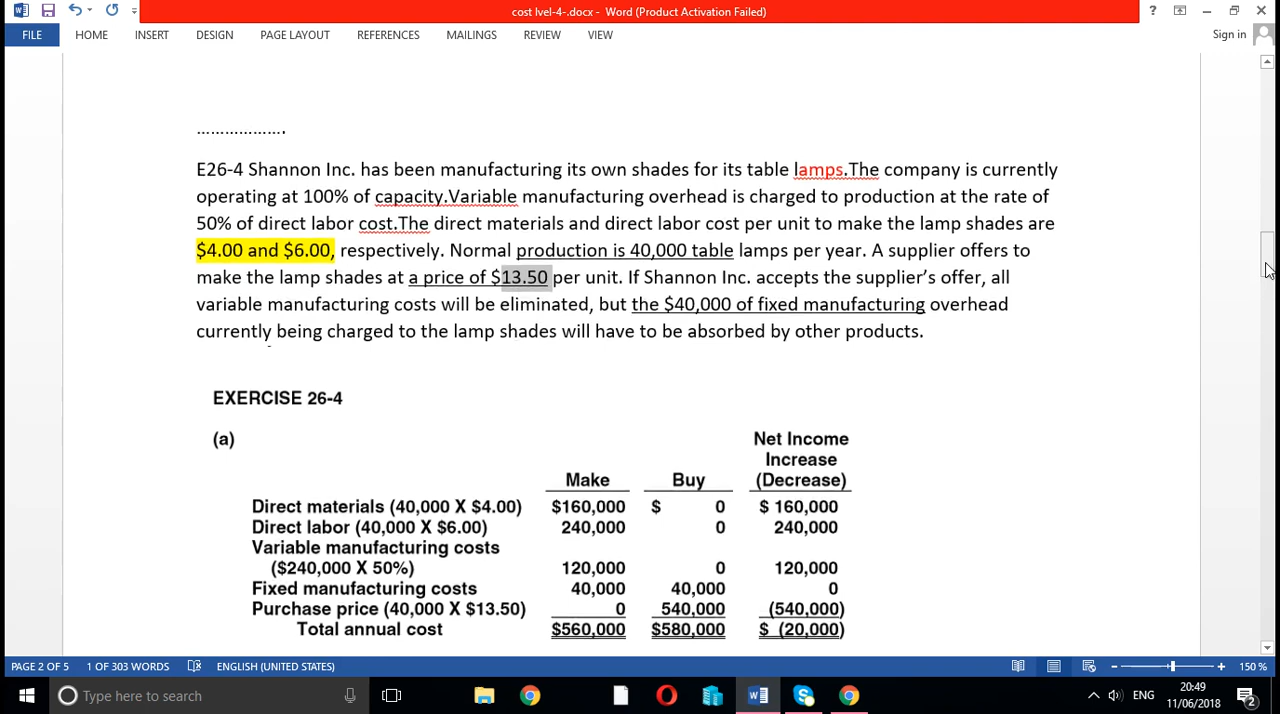 cost lvel-4-.docx - Word (Product Activation Failed)
FILE HOME INSERT DESIGN PAGE LAYOUT REFERENCES MAILINGS REVIEW VIEW Sign in
……………….
E26-4 Shannon Inc. has been manufacturing its own shades for its table lamps.The company is currently
operating at 100% of capacity.Variable manufacturing overhead is charged to production at the rate of
50% of direct labor cost.The direct materials and direct labor cost per unit to make the lamp shades are
$4.00 and $6.00, respectively. Normal production is 40,000 table lamps per year. A supplier offers to
make the lamp shades at a price of $13.50 per unit. If Shannon Inc. accepts the supplier's offer, all
variable manufacturing costs will be eliminated, but the $40,000 of fixed manufacturing overhead
currently being charged to the lamp shades will have to be absorbed by other products.
EXERCISE 26-4
(a) Net Income
Increase
Make Buy (Decrease)
Direct materials (40,000 X $4.00) $160,000 $ 0 $ 160,000
Direct labor (40,000 X $6.00) 240,000 0 240,000
Variable manufacturing costs
($240,000 X 50%) 120,000 0 120,000
Fixed manufacturing costs 40,000 40,000 0
Purchase price (40,000 X $13.50) 0 540,000 (540,000)
Total annual cost $560,000 $580,000 $ (20,000)
PAGE 2 OF 5 1 OF 303 WORDS ENGLISH (UNITED STATES) 150 %
Type here to search ENG 20:49
11/06/2018 2